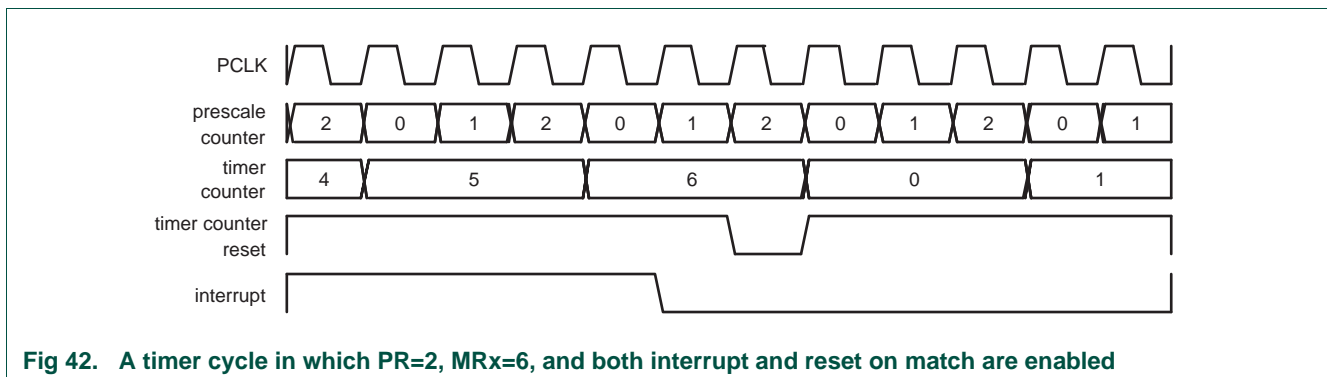 PCLK
prescale
counter
2 0 1 2 0 1 2 0 1 2 0 1
timer
counter
4 5 6 0 1
timer counter
reset
interrupt
Fig 42. A timer cycle in which PR=2, MRx=6, and both interrupt and reset on match are enabled